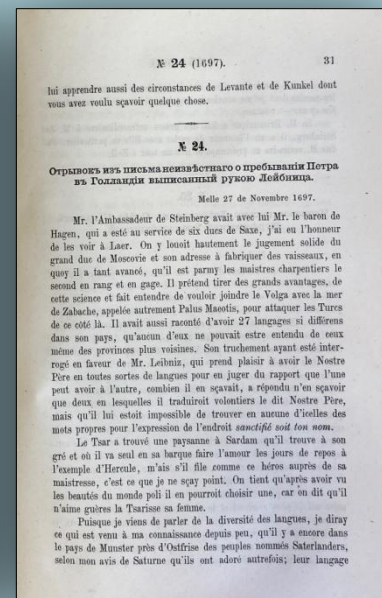 № 24 (1697).
31
lui apprendre aussi des circonstances de Levante et de Kunkel dont
vous avez voulu sçavoir quelque chose.
№ 24.
Отрывокъ изъ письма неизвѣстнаго о пребываніи Петра
въ Голландіи выписанный рукою Лейбница.
Melle 27 de Novembre 1697.
Mr. l'Ambassadeur de Steinberg avait avec lui Mr. le baron de
Hagen, qui a esté au service de six ducs de Saxe, j'ai eu l'honneur
de les voir à Laer. On y louoit hautement le jugement solide du
grand duc de Moscovie et son adresse à fabriquer des vaisseaux, en
quoy il a tant avancé, qu'il est parmy les maistres charpentiers le
second en rang et en gage. Il prétend tirer des grands avantages, de
cette science et fait entendre de vouloir joindre le Volga avec la mer
de Zabache, appelée autrement Palus Maeotis, pour attaquer les Turcs
de ce côté là. Il avait aussi raconté d'avoir 27 langages si différens
dans son pays, qu'aucun d'eux ne pouvait estre entendu de ceux
même des provinces plus voisines. Son truchement ayant esté inter-
rogé en faveur de Mr. Leibniz, qui prend plaisir à avoir le Nostre
Père en toutes sortes de langues pour en juger du rapport que l'une
peut avoir à l'autre, combien il en sçavait, a répondu n'en sçavoir
que deux en lesquelles il traduiroit volontiers le dit Nostre Père,
mais qu'il lui estoit impossible de trouver en aucune d'icelles des
mots propres pour l'expression de l'endroit sanctifié soit ton nom.
Le Tsar a trouvé une paysanne à Sardam qu'il treuve à son
gré et où il va seul en sa barque faire l'amour les jours de repos à
l'exemple d'Hercule, m'ais s'il file comme ce héros auprès de sa
maistresse, c'est ce que je ne sçay point. On tient qu'après avoir vu
les beautés du monde poli il en pourroit choisir une, car on dit qu'il
n'aime guères la Tsarisse sa femme.
Puisque je viens de parler de la diversité des langues, je diray
ce qui est venu à ma connaissance depuis peu, qu'il y a encore dans
le pays de Munster près d'Ostfrise des peuples nommés Saterlanders,
selon mon avis de Saturne qu'ils ont adoré autrefois; leur langage